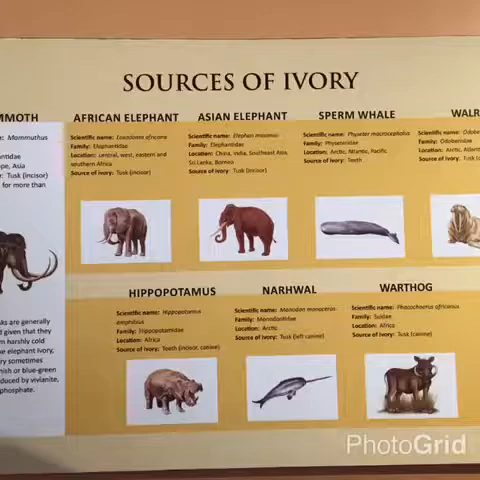 SOURCES OF IVORY
MMOTH
me: Mammuthus
ntidae
ope, Asia
: Tusk (incisor)
for more than
ks are generally
d given that they
m harshly cold
e elephant ivory,
ry sometimes
nish or blue-green
duced by vivianite,
phosphate.
AFRICAN ELEPHANT
Scientific name: Loxodonta africana
Family: Elephantidae
Location: Central, west, eastern and
southern Africa
Source of Ivory: Tusk (incisor)
ASIAN ELEPHANT
Scientific name: Elephas maximus
Family: Elephantidae
Location: China, India, Southeast Asia,
Sri Lanka, Borneo
Source of Ivory: Tusk (incisor)
SPERM WHALE
Scientific name: Physeter macrocephalus
Family: Physeteridae
Location: Arctic, Atlantic, Pacific
Source of Ivory: Teeth
WALR
Scientific name: Odobe
Family: Odobenidae
Location: Arctic, Atlant
Source of Ivory: Tusk (
HIPPOPOTAMUS
Scientific name: Hippopotamus
amphibius
Family: Hippopotamidae
Location: Africa
Source of Ivory: Teeth (incisor, canine)
NARHWAL
Scientific name: Monodon monoceros
Family: Monodontidae
Location: Arctic
Source of Ivory: Tusk (left canine)
WARTHOG
Scientific name: Phacochoerus africanus
Family: Suidae
Location: Africa
Source of Ivory: Tusk (canine)
PhotoGrid